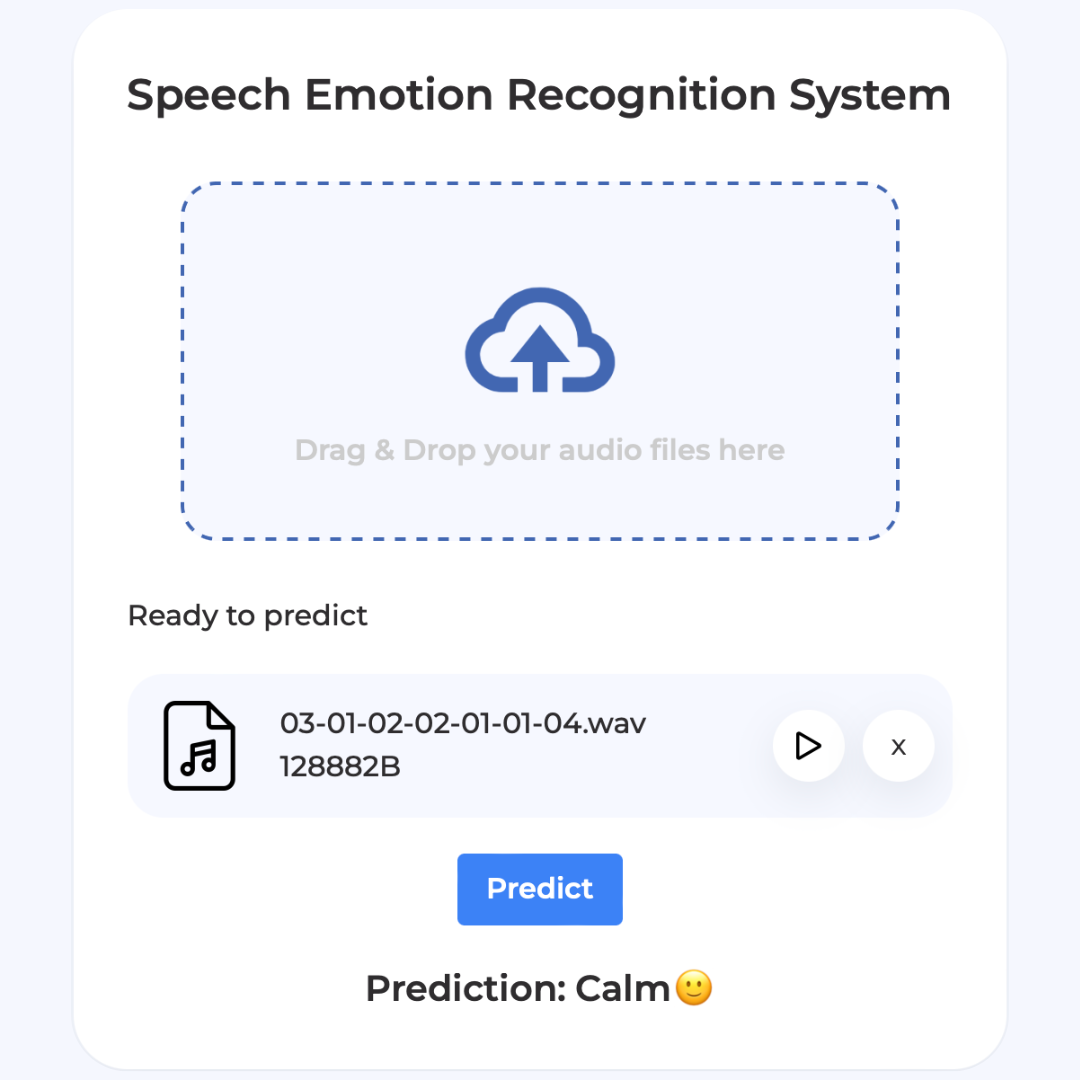 Speech Emotion Recognition System
Drag & Drop your audio files here
Ready to predict
03-01-02-02-01-01-04.wav
128882B
x
Predict
Prediction: Calm🙂